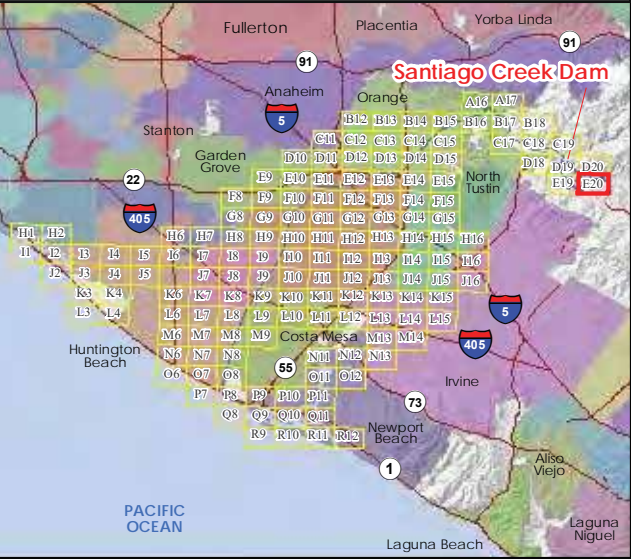 Fullerton
Placentia
Yorba Linda
91
91
Santiago Creek Dam
Anaheim
Orange
5
A16 A17
B12 B13 B14 B15 B16 B17 B18
Stanton
C11 C12 C13 C14 C15 C17 C18 C19
Garden
Grove
D10 D11 D12 D13 D14 D15 D18 D19 D20
22
E9 E10 E11 E12 E13 E14 E15 E19 E20
North
Tustin
F8 F9 F10 F11 F12 F13 F14 F15
405
G8 G9 G10 G11 G12 G13 G14 G15
H1 H2 H6 H7 H8 H9 H10 H11 H12 H13 H14 H15 H16
I1 I2 I3 I4 I5 I6 I7 I8 I9 I10 I11 I12 I13 I14 I15 I16
J2 J3 J4 J5 J7 J8 J9 J10 J11 J12 J13 J14 J15 J16
K3 K4 K6 K7 K8 K9 K10 K11 K12 K13 K14 K15
5
L3 L4 L6 L7 L8 L9 L10 L11 L12 L13 L14 L15
M6 M7 M8 M9 Costa Mesa M13 M14
405
Huntington
Beach
N6 N7 N8 N11 N12 N13
55
O6 O7 O8 O11 O12
Irvine
P7 P8 P9 P10 P11
73
Q8 Q9 Q10 Q11
Newport
Beach
R9 R10 R11 R12
1
Aliso
Viejo
PACIFIC
OCEAN
Laguna
Niguel
Laguna Beach